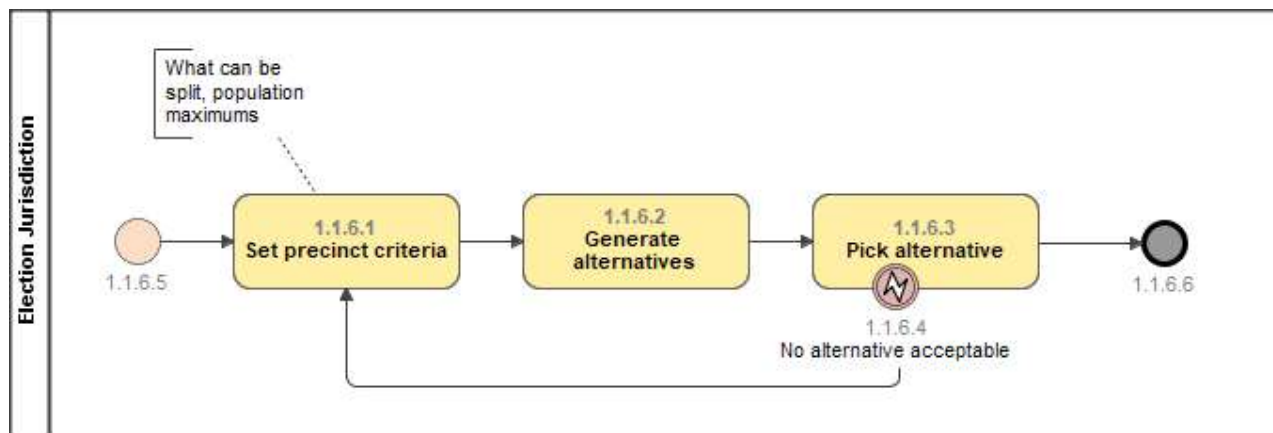 Election Jurisdiction
What can be
split, population
maximums
1.1.6.5
1.1.6.1
Set precinct criteria
1.1.6.2
Generate
alternatives
1.1.6.3
Pick alternative
1.1.6.4
No alternative acceptable
1.1.6.6